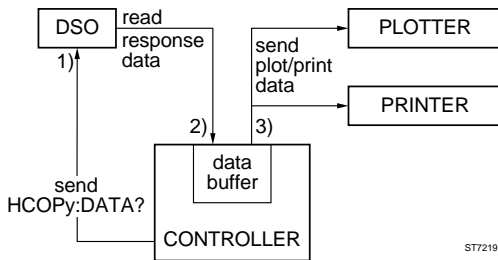 DSO
1)
read
response
data
send
plot/print
data
PLOTTER
PRINTER
2)
3)
data
buffer
send
HCOPy:DATA?
CONTROLLER
ST7219